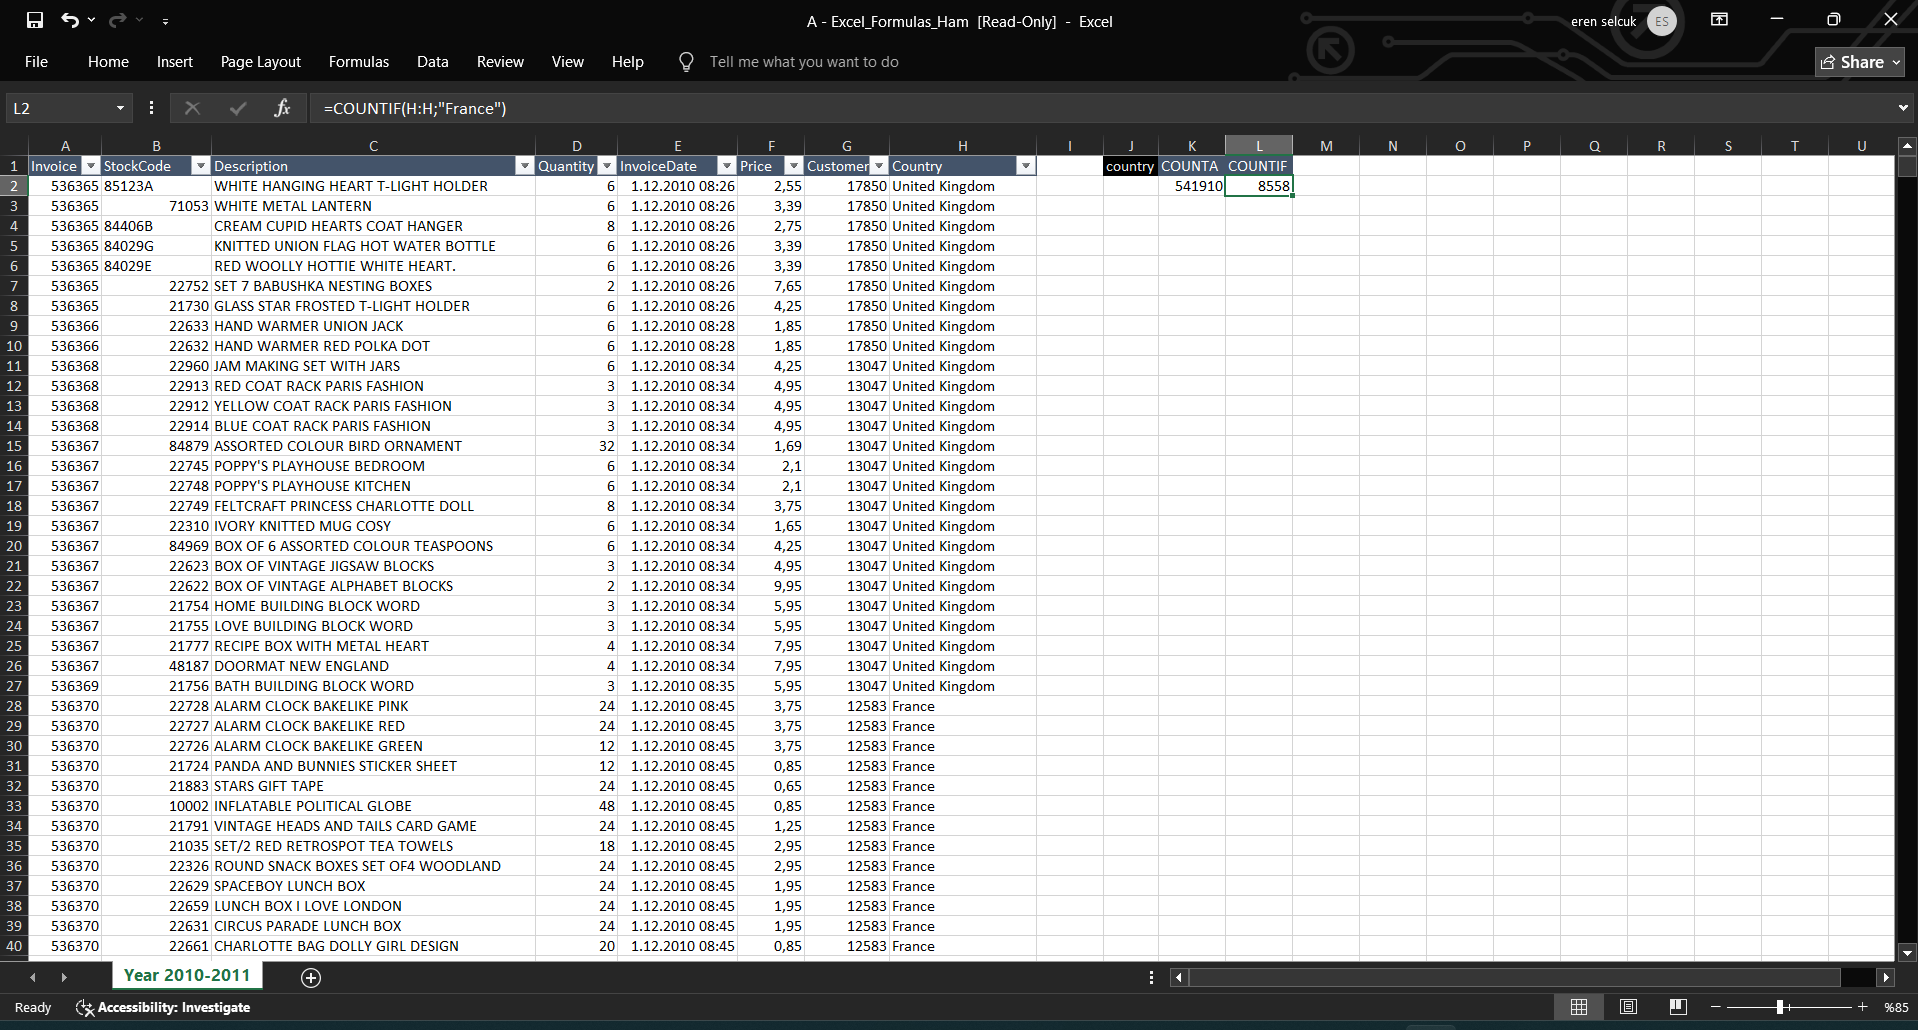 A - Excel_Formulas_Ham [Read-Only] - Excel
eren selcuk ES
File Home Insert Page Layout Formulas Data Review View Help Tell me what you want to do Share
L2 fx =COUNTIF(H:H;"France")
A B C D E F G H I J K L M N O P Q R S T U
1 Invoice StockCode Description Quantity InvoiceDate Price Customer Country country COUNTA COUNTIF
2 536365 85123A WHITE HANGING HEART T-LIGHT HOLDER 6 1.12.2010 08:26 2,55 17850 United Kingdom 541910 8558
3 536365 71053 WHITE METAL LANTERN 6 1.12.2010 08:26 3,39 17850 United Kingdom
4 536365 84406B CREAM CUPID HEARTS COAT HANGER 8 1.12.2010 08:26 2,75 17850 United Kingdom
5 536365 84029G KNITTED UNION FLAG HOT WATER BOTTLE 6 1.12.2010 08:26 3,39 17850 United Kingdom
6 536365 84029E RED WOOLLY HOTTIE WHITE HEART. 6 1.12.2010 08:26 3,39 17850 United Kingdom
7 536365 22752 SET 7 BABUSHKA NESTING BOXES 2 1.12.2010 08:26 7,65 17850 United Kingdom
8 536365 21730 GLASS STAR FROSTED T-LIGHT HOLDER 6 1.12.2010 08:26 4,25 17850 United Kingdom
9 536366 22633 HAND WARMER UNION JACK 6 1.12.2010 08:28 1,85 17850 United Kingdom
10 536366 22632 HAND WARMER RED POLKA DOT 6 1.12.2010 08:28 1,85 17850 United Kingdom
11 536368 22960 JAM MAKING SET WITH JARS 6 1.12.2010 08:34 4,25 13047 United Kingdom
12 536368 22913 RED COAT RACK PARIS FASHION 3 1.12.2010 08:34 4,95 13047 United Kingdom
13 536368 22912 YELLOW COAT RACK PARIS FASHION 3 1.12.2010 08:34 4,95 13047 United Kingdom
14 536368 22914 BLUE COAT RACK PARIS FASHION 3 1.12.2010 08:34 4,95 13047 United Kingdom
15 536367 84879 ASSORTED COLOUR BIRD ORNAMENT 32 1.12.2010 08:34 1,69 13047 United Kingdom
16 536367 22745 POPPY'S PLAYHOUSE BEDROOM 6 1.12.2010 08:34 2,1 13047 United Kingdom
17 536367 22748 POPPY'S PLAYHOUSE KITCHEN 6 1.12.2010 08:34 2,1 13047 United Kingdom
18 536367 22749 FELTCRAFT PRINCESS CHARLOTTE DOLL 8 1.12.2010 08:34 3,75 13047 United Kingdom
19 536367 22310 IVORY KNITTED MUG COSY 6 1.12.2010 08:34 1,65 13047 United Kingdom
20 536367 84969 BOX OF 6 ASSORTED COLOUR TEASPOONS 6 1.12.2010 08:34 4,25 13047 United Kingdom
21 536367 22623 BOX OF VINTAGE JIGSAW BLOCKS 3 1.12.2010 08:34 4,95 13047 United Kingdom
22 536367 22622 BOX OF VINTAGE ALPHABET BLOCKS 2 1.12.2010 08:34 9,95 13047 United Kingdom
23 536367 21754 HOME BUILDING BLOCK WORD 3 1.12.2010 08:34 5,95 13047 United Kingdom
24 536367 21755 LOVE BUILDING BLOCK WORD 3 1.12.2010 08:34 5,95 13047 United Kingdom
25 536367 21777 RECIPE BOX WITH METAL HEART 4 1.12.2010 08:34 7,95 13047 United Kingdom
26 536367 48187 DOORMAT NEW ENGLAND 4 1.12.2010 08:34 7,95 13047 United Kingdom
27 536369 21756 BATH BUILDING BLOCK WORD 3 1.12.2010 08:35 5,95 13047 United Kingdom
28 536370 22728 ALARM CLOCK BAKELIKE PINK 24 1.12.2010 08:45 3,75 12583 France
29 536370 22727 ALARM CLOCK BAKELIKE RED 24 1.12.2010 08:45 3,75 12583 France
30 536370 22726 ALARM CLOCK BAKELIKE GREEN 12 1.12.2010 08:45 3,75 12583 France
31 536370 21724 PANDA AND BUNNIES STICKER SHEET 12 1.12.2010 08:45 0,85 12583 France
32 536370 21883 STARS GIFT TAPE 24 1.12.2010 08:45 0,65 12583 France
33 536370 10002 INFLATABLE POLITICAL GLOBE 48 1.12.2010 08:45 0,85 12583 France
34 536370 21791 VINTAGE HEADS AND TAILS CARD GAME 24 1.12.2010 08:45 1,25 12583 France
35 536370 21035 SET/2 RED RETROSPOT TEA TOWELS 18 1.12.2010 08:45 2,95 12583 France
36 536370 22326 ROUND SNACK BOXES SET OF4 WOODLAND 24 1.12.2010 08:45 2,95 12583 France
37 536370 22629 SPACEBOY LUNCH BOX 24 1.12.2010 08:45 1,95 12583 France
38 536370 22659 LUNCH BOX I LOVE LONDON 24 1.12.2010 08:45 1,95 12583 France
39 536370 22631 CIRCUS PARADE LUNCH BOX 24 1.12.2010 08:45 1,95 12583 France
40 536370 22661 CHARLOTTE BAG DOLLY GIRL DESIGN 20 1.12.2010 08:45 0,85 12583 France
Year 2010-2011
Ready Accessibility: Investigate %85